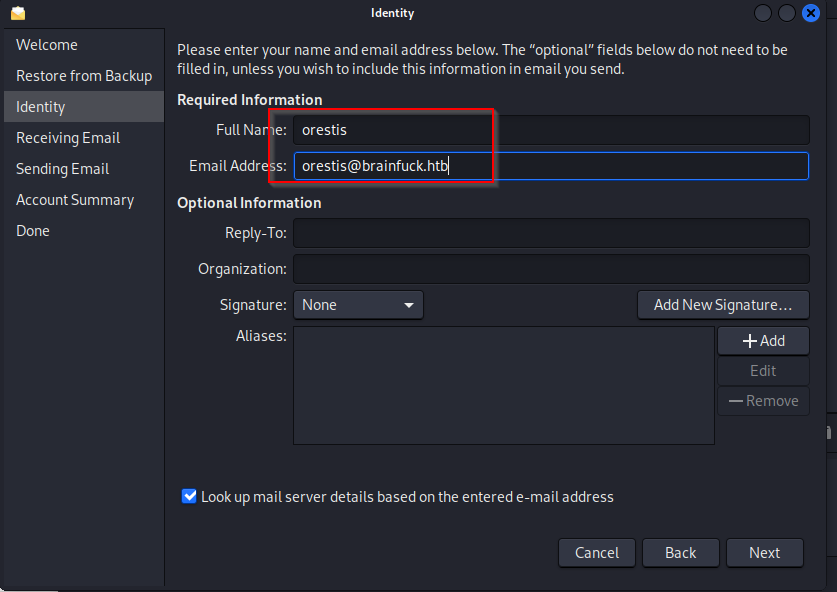 Identity
Welcome
Restore from Backup
Identity
Receiving Email
Sending Email
Account Summary
Done
Please enter your name and email address below. The “optional” fields below do not need to be
filled in, unless you wish to include this information in email you send.
Required Information
Full Name: orestis
Email Address: orestis@brainfuck.htb
Optional Information
Reply-To:
Organization:
Signature: None Add New Signature...
Aliases:
+ Add
Edit
— Remove
Look up mail server details based on the entered e-mail address
Cancel Back Next